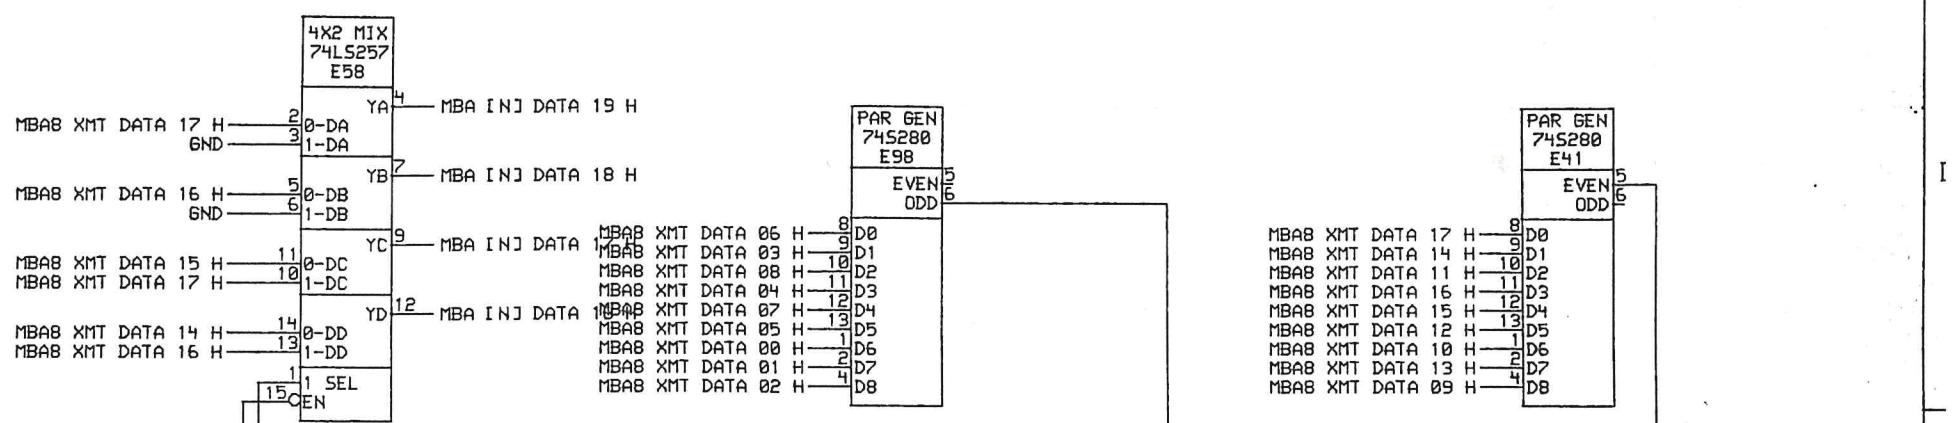 4X2 MIX
74LS257
E58
MBA8 XMT DATA 17 H 2 0-DA YA 4 MBA [N] DATA 19 H
GND 3 1-DA
MBA8 XMT DATA 16 H 5 0-DB YB 7 MBA [N] DATA 18 H
GND 6 1-DB
MBA8 XMT DATA 15 H 11 0-DC YC 9 MBA [N] DATA 17 H
MBA8 XMT DATA 17 H 10 1-DC
MBA8 XMT DATA 14 H 14 0-DD YD 12 MBA [N] DATA
MBA8 XMT DATA 16 H 13 1-DD
1 1 SEL
15 EN
PAR GEN
74S280
E98
EVEN 5
ODD 6
MBA8 XMT DATA 06 H 8 D0
MBA8 XMT DATA 03 H 9 D1
MBA8 XMT DATA 08 H 10 D2
MBA8 XMT DATA 04 H 11 D3
MBA8 XMT DATA 07 H 12 D4
MBA8 XMT DATA 05 H 13 D5
MBA8 XMT DATA 00 H 1 D6
MBA8 XMT DATA 01 H 2 D7
MBA8 XMT DATA 02 H 4 D8
PAR GEN
74S280
E41
EVEN 5
ODD 6
MBA8 XMT DATA 17 H 8 D0
MBA8 XMT DATA 14 H 9 D1
MBA8 XMT DATA 11 H 10 D2
MBA8 XMT DATA 16 H 11 D3
MBA8 XMT DATA 15 H 12 D4
MBA8 XMT DATA 12 H 13 D5
MBA8 XMT DATA 10 H 1 D6
MBA8 XMT DATA 13 H 2 D7
MBA8 XMT DATA 09 H 4 D8